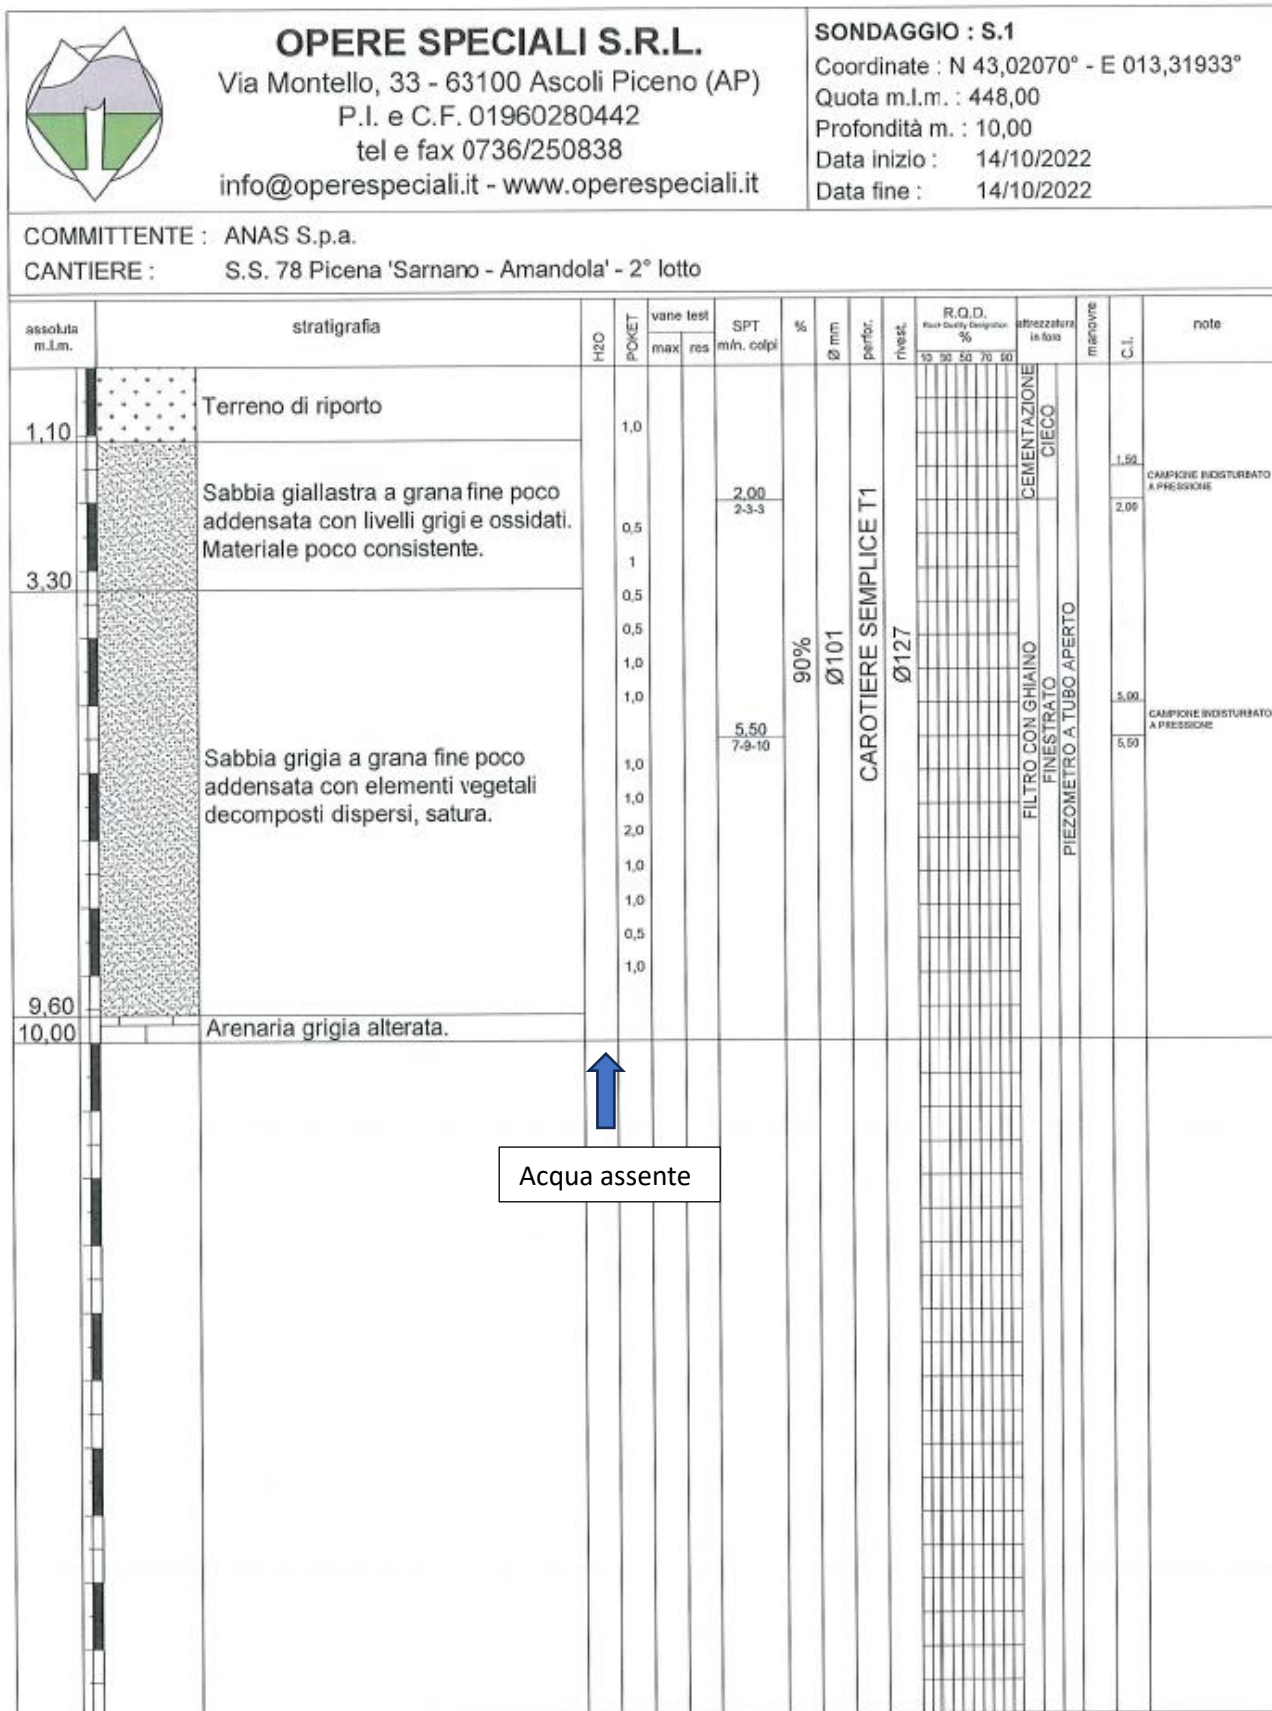 OPERE SPECIALI S.R.L.
Via Montello, 33 - 63100 Ascoli Piceno (AP)
P.I. e C.F. 01960280442
tel e fax 0736/250838
info@operespeciali.it - www.operespeciali.it
SONDAGGIO : S.1
Coordinate : N 43,02070° - E 013,31933°
Quota m.l.m. : 448,00
Profondità m. : 10,00
Data inizio : 14/10/2022
Data fine : 14/10/2022
COMMITTENTE : ANAS S.p.a.
CANTIERE : S.S. 78 Picena 'Sarnano - Amandola' - 2° lotto
assoluta
m.l.m.
stratigrafia
H2O
POKET
vane test
max res
SPT
m/n. colpi
%
Ø mm
perfor.
rivest.
R.Q.D.
Rock Quality Designation
%
10 30 50 70 90
attrezzatura
in foro
manovre
C.I.
note
1,10
Terreno di riporto
3,30
Sabbia giallastra a grana fine poco
addensata con livelli grigi e ossidati.
Materiale poco consistente.
9,60
Sabbia grigia a grana fine poco
addensata con elementi vegetali
decomposti dispersi, satura.
10,00
Arenaria grigia alterata.
1,0
0,5
1
0,5
0,5
1,0
1,0
1,0
1,0
2,0
1,0
1,0
0,5
1,0
2,00
2-3-3
5,50
7-9-10
90%
Ø101
CAROTIERE SEMPLICE T1
Ø127
CEMENTAZIONE
CIECO
FILTRO CON GHIAINO
FINESTRATO
PIEZOMETRO A TUBO APERTO
1,50
2,00
CAMPIONE INDISTURBATO
A PRESSIONE
5,00
5,50
CAMPIONE INDISTURBATO
A PRESSIONE
Acqua assente